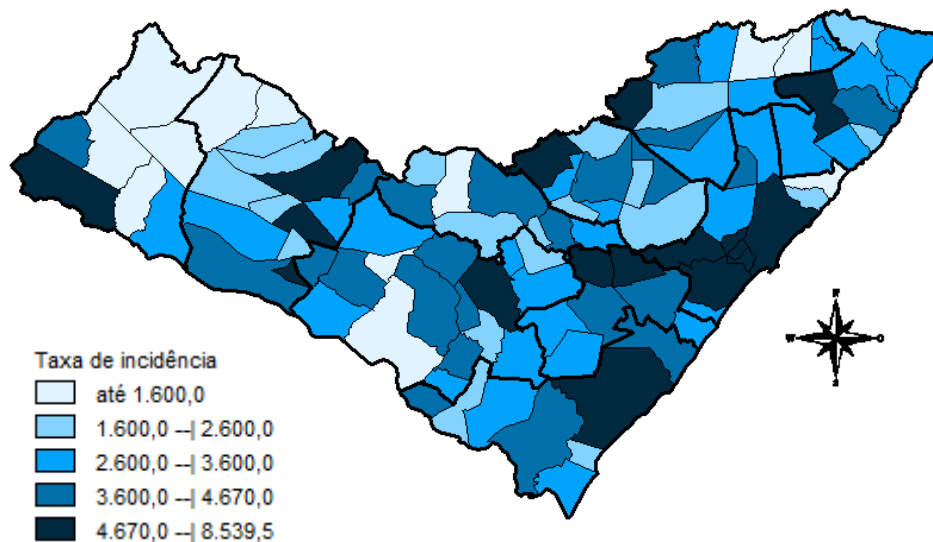 Taxa de incidência
até 1.600,0
1.600,0 --| 2.600,0
2.600,0 --| 3.600,0
3.600,0 --| 4.670,0
4.670,0 --| 8.539,5